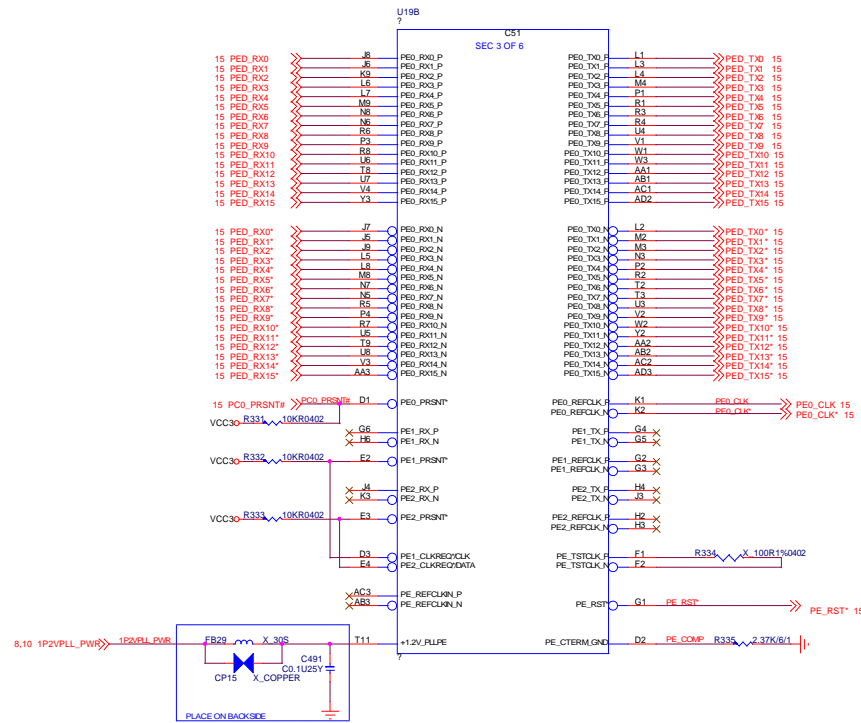 U19B
?
C51
SEC 3 OF 6
15 PED_RX0 J8 PE0_RX0_P PE0_TX0_P L1 PED_TX0 15
15 PED_RX1 J6 PE0_RX1_P PE0_TX1_P L3 PED_TX1 15
15 PED_RX2 K9 PE0_RX2_P PE0_TX2_P L4 PED_TX2 15
15 PED_RX3 L6 PE0_RX3_P PE0_TX3_P M4 PED_TX3 15
15 PED_RX4 L7 PE0_RX4_P PE0_TX4_P P1 PED_TX4 15
15 PED_RX5 M9 PE0_RX5_P PE0_TX5_P R1 PED_TX5 15
15 PED_RX6 N8 PE0_RX6_P PE0_TX6_P R3 PED_TX6 15
15 PED_RX7 N6 PE0_RX7_P PE0_TX7_P R4 PED_TX7 15
15 PED_RX8 R6 PE0_RX8_P PE0_TX8_P U4 PED_TX8 15
15 PED_RX9 P3 PE0_RX9_P PE0_TX9_P V1 PED_TX9 15
15 PED_RX10 R8 PE0_RX10_P PE0_TX10_P W1 PED_TX10 15
15 PED_RX11 U6 PE0_RX11_P PE0_TX11_P W3 PED_TX11 15
15 PED_RX12 T8 PE0_RX12_P PE0_TX12_P AA1 PED_TX12 15
15 PED_RX13 U7 PE0_RX13_P PE0_TX13_P AB1 PED_TX13 15
15 PED_RX14 V4 PE0_RX14_P PE0_TX14_P AC1 PED_TX14 15
15 PED_RX15 Y3 PE0_RX15_P PE0_TX15_P AD2 PED_TX15 15
15 PED_RX0* J7 PE0_RX0_N PE0_TX0_N L2 PED_TX0* 15
15 PED_RX1* J5 PE0_RX1_N PE0_TX1_N M2 PED_TX1* 15
15 PED_RX2* J9 PE0_RX2_N PE0_TX2_N M3 PED_TX2* 15
15 PED_RX3* L5 PE0_RX3_N PE0_TX3_N N3 PED_TX3* 15
15 PED_RX4* L8 PE0_RX4_N PE0_TX4_N P2 PED_TX4* 15
15 PED_RX5* M8 PE0_RX5_N PE0_TX5_N R2 PED_TX5* 15
15 PED_RX6* N7 PE0_RX6_N PE0_TX6_N T2 PED_TX6* 15
15 PED_RX7* N5 PE0_RX7_N PE0_TX7_N T3 PED_TX7* 15
15 PED_RX8* R5 PE0_RX8_N PE0_TX8_N U3 PED_TX8* 15
15 PED_RX9* P4 PE0_RX9_N PE0_TX9_N V2 PED_TX9* 15
15 PED_RX10* R7 PE0_RX10_N PE0_TX10_N W2 PED_TX10* 15
15 PED_RX11* U5 PE0_RX11_N PE0_TX11_N Y2 PED_TX11* 15
15 PED_RX12* T9 PE0_RX12_N PE0_TX12_N AA2 PED_TX12* 15
15 PED_RX13* U8 PE0_RX13_N PE0_TX13_N AB2 PED_TX13* 15
15 PED_RX14* V3 PE0_RX14_N PE0_TX14_N AC2 PED_TX14* 15
15 PED_RX15* AA3 PE0_RX15_N PE0_TX15_N AD3 PED_TX15* 15
15 PC0_PRSNT# PC0_PRSNT# D1 PE0_PRSNT* PE0_REFCLK_P K1 PE0_CLK PE0_CLK 15
PE0_REFCLK_N K2 PE0_CLK* PE0_CLK* 15
VCC3 R331 10KR0402
G6 PE1_RX_P PE1_TX_P G4
H6 PE1_RX_N PE1_TX_N G5
VCC3 R332 10KR0402 E2 PE1_PRSNT* PE1_REFCLK_P G2
PE1_REFCLK_N G3
J4 PE2_RX_P PE2_TX_P H4
K3 PE2_RX_N PE2_TX_N J3
VCC3 R333 10KR0402 E3 PE2_PRSNT* PE2_REFCLK_P H2
PE2_REFCLK_N H3
D3 PE1_CLKREQ/CLK PE_TSTCLK_P F1 R334 X_100R1%0402
E4 PE2_CLKREQ/DATA PE_TSTCLK_N F2
AC3 PE_REFCLKIN_P
AB3 PE_REFCLKIN_N PE_RST* G1 PE_RST* PE_RST* 15
8,10 1P2VPLL_PWR 1P2VPLL_PWR FB29 X_30S T11 +1.2V_PLLPE PE_CTERM_GND D2 PE_COMP R335 2.37K/6/1
?
C491
C0.1U25Y
CP15 X_COPPER
PLACE ON BACKSIDE